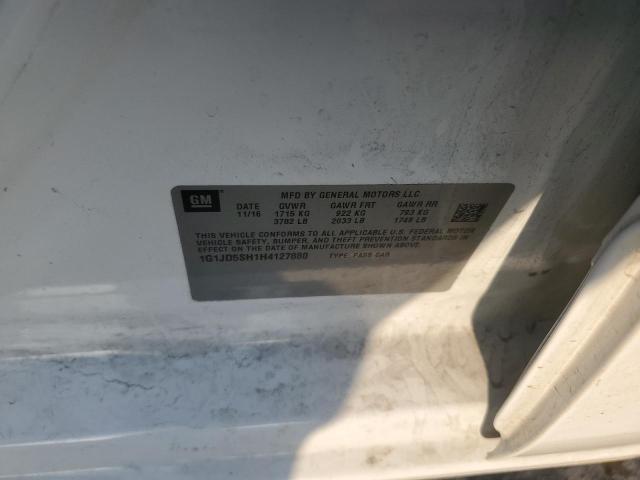 GM
MFD BY GENERAL MOTORS LLC
DATE GVWR GAWR FRT GAWR RR
11/16 1715 KG 922 KG 793 KG
3782 LB 2033 LB 1749 LB
THIS VEHICLE CONFORMS TO ALL APPLICABLE U.S. FEDERAL MOTOR
VEHICLE SAFETY, BUMPER, AND THEFT PREVENTION STANDARDS
IN EFFECT ON THE DATE OF MANUFACTURE SHOWN ABOVE.
1G1JD5SH1H4127880 TYPE: PASS CAR